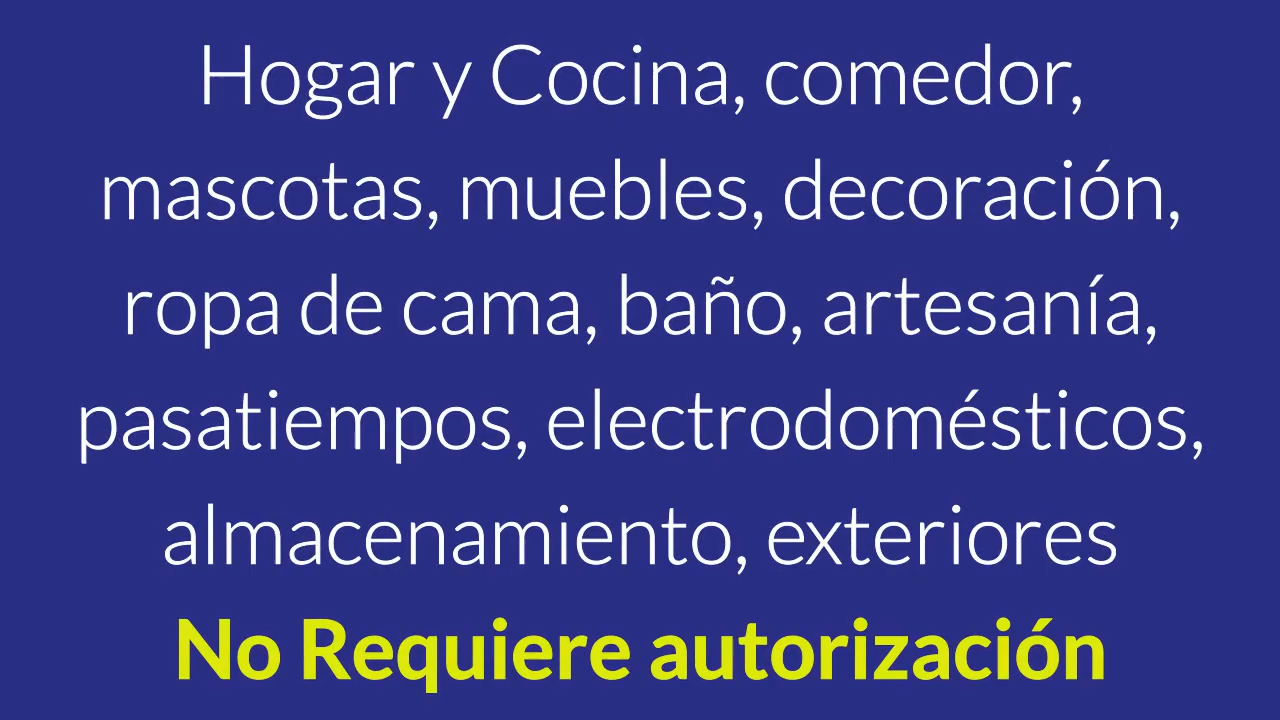 Hogar y Cocina, comedor,
mascotas, muebles, decoración,
ropa de cama, baño, artesanía,
pasatiempos, electrodomésticos,
almacenamiento, exteriores
No Requiere autorización